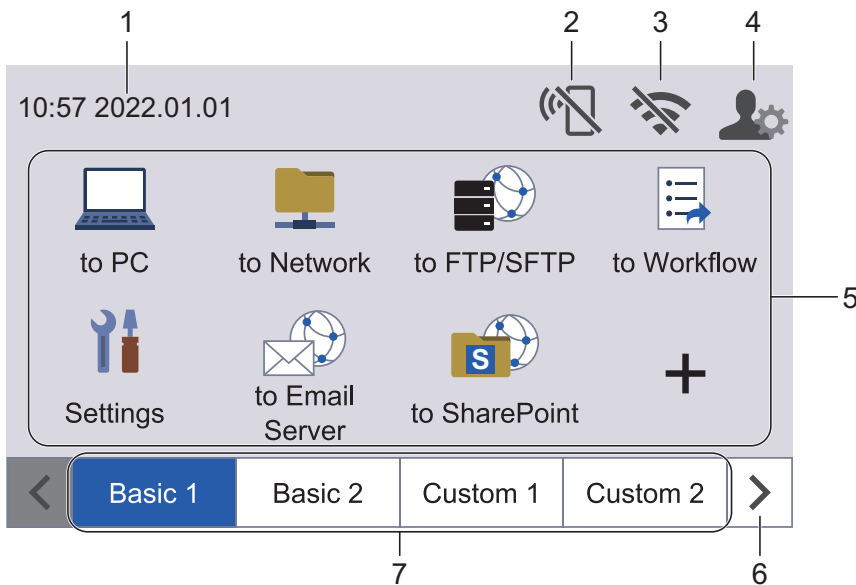 1 2 3 4
10:57 2022.01.01
to PC to Network to FTP/SFTP to Workflow
5
S
Settings to Email to SharePoint
Server
Basic 1 Basic 2 Custom 1 Custom 2
7 6